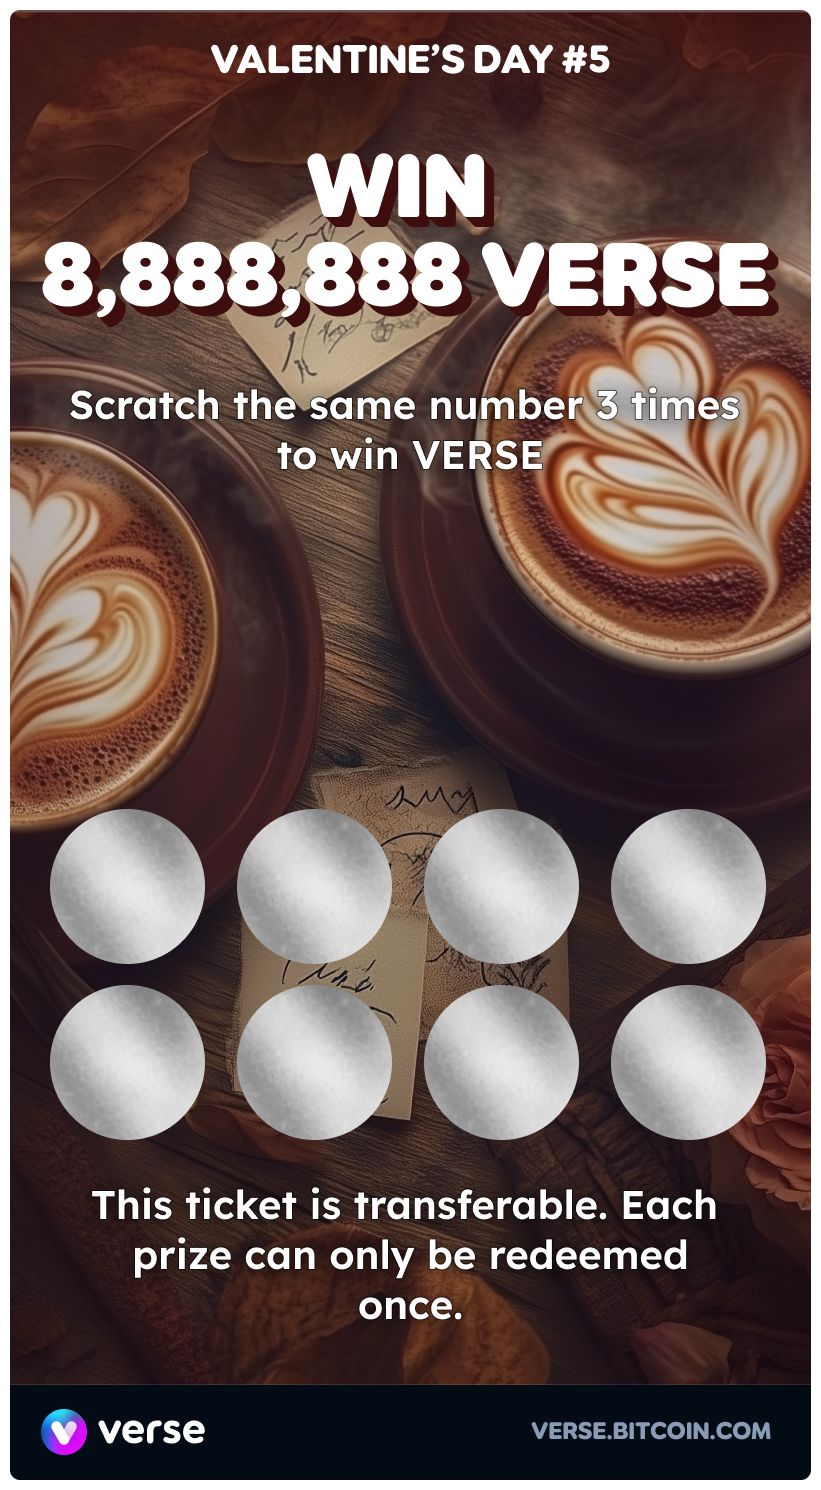 VALENTINE’S DAY #5
WIN
8,888,888 VERSE
Scratch the same number 3 times
to win VERSE
This ticket is transferable. Each
prize can only be redeemed
once.
verse
VERSE.BITCOIN.COM